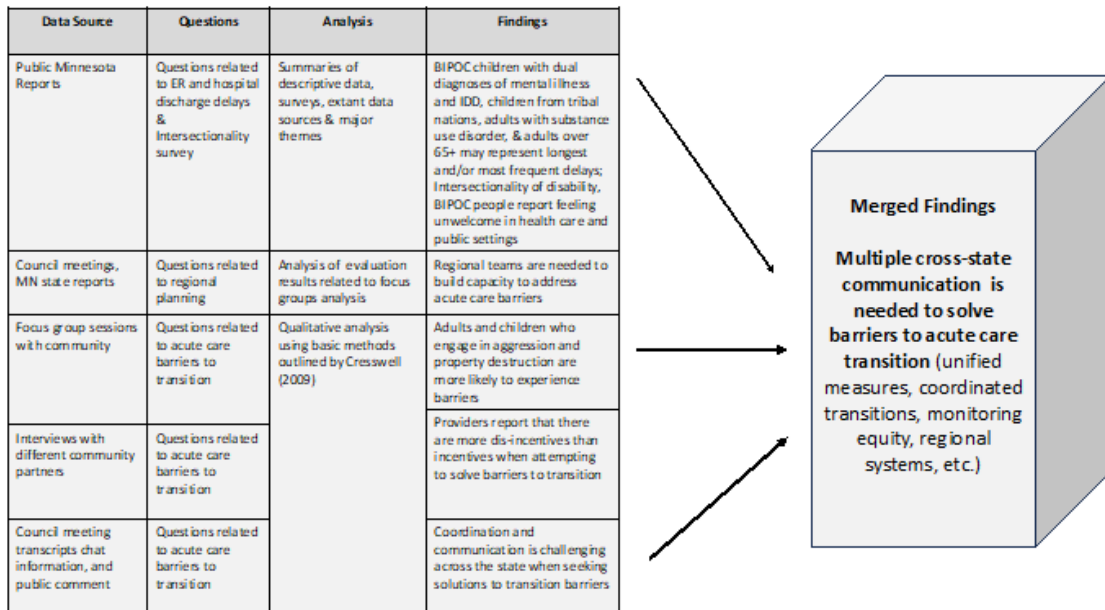 Data Source
Questions
Analysis
Findings
Public Minnesota
Reports
Questions related
to ER and hospital
discharge delays
&
Intersectionality
survey
Summaries of
descriptive data,
surveys, extant data
sources & major
themes
BIPOC children with dual
diagnoses of mental illness
and IDD, children from tribal
nations, adults with substance
use disorder, & adults over
65+ may represent longest
and/or most frequent delays;
Intersectionality of disability,
BIPOC people report feeling
unwelcome in health care and
public settings
Council meetings,
MN state reports
Questions related
to regional
planning
Analysis of evaluation
results related to focus
groups analysis
Regional teams are needed to
build capacity to address
acute care barriers
Focus group sessions
with community
Questions related
to acute care
barriers to
transition
Qualitative analysis
using basic methods
outlined by Cresswell
(2009)
Adults and children who
engage in aggression and
property destruction are
more likely to experience
barriers
Interviews with
different community
partners
Questions related
to acute care
barriers to
transition
Providers report that there
are more dis-incentives than
incentives when attempting
to solve barriers to transition
Council meeting
transcripts chat
information, and
public comment
Questions related
to acute care
barriers to
transition
Coordination and
communication is challenging
across the state when seeking
solutions to transition barriers
Merged Findings
Multiple cross-state
communication is
needed to solve
barriers to acute care
transition (unified
measures, coordinated
transitions, monitoring
equity, regional
systems, etc.)